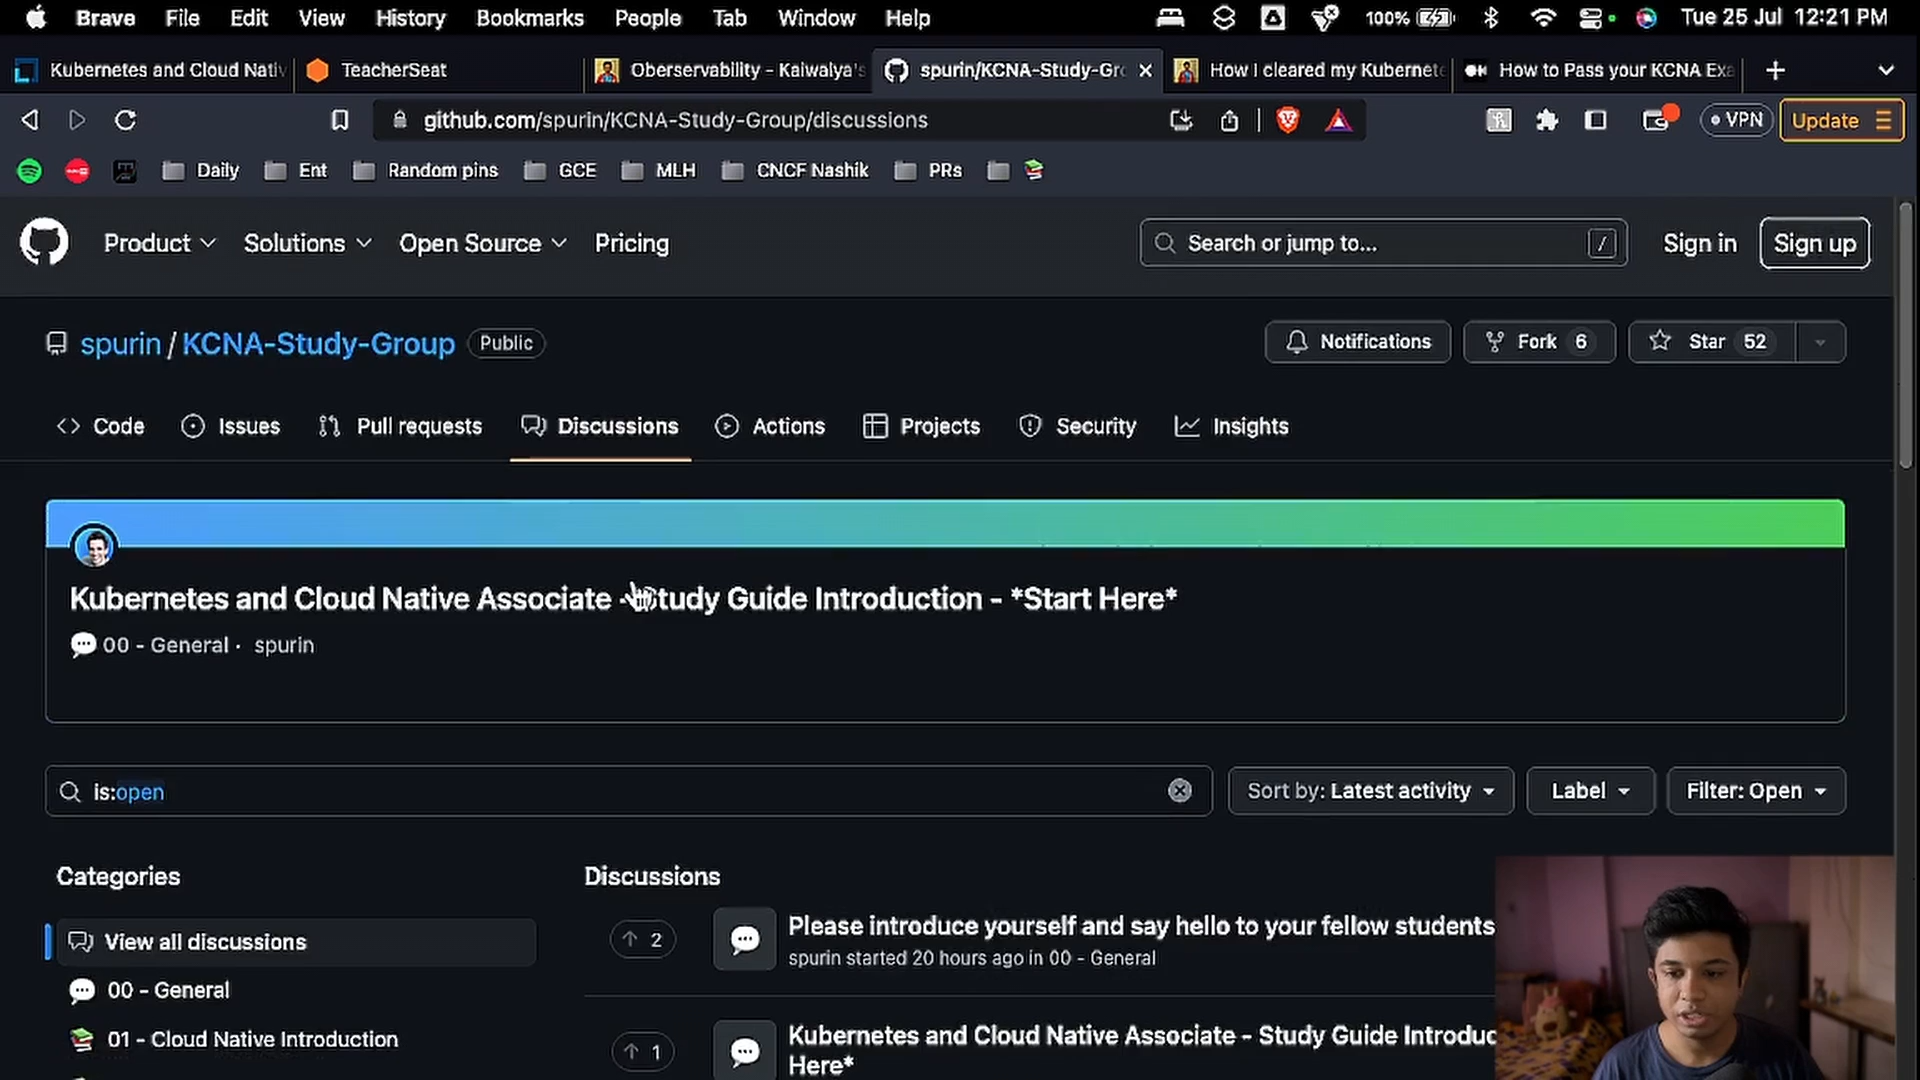 Brave File Edit View History Bookmarks People Tab Window Help 100% Tue 25 Jul 12:21 PM
Kubernetes and Cloud Nativ TeacherSeat Oberservability - Kaiwalya's spurin/KCNA-Study-Gr How I cleared my Kubernete How to Pass your KCNA Exa
github.com/spurin/KCNA-Study-Group/discussions VPN Update
Daily Ent Random pins GCE MLH CNCF Nashik PRs
Product Solutions Open Source Pricing Search or jump to... / Sign in Sign up
spurin / KCNA-Study-Group Public Notifications Fork 6 Star 52
Code Issues Pull requests Discussions Actions Projects Security Insights
Kubernetes and Cloud Native Associate - Study Guide Introduction - *Start Here*
00 - General · spurin
is:open Sort by: Latest activity Label Filter: Open
Categories Discussions
View all discussions
00 - General
01 - Cloud Native Introduction
2 Please introduce yourself and say hello to your fellow students
spurin started 20 hours ago in 00 - General
1 Kubernetes and Cloud Native Associate - Study Guide Introduc
Here*